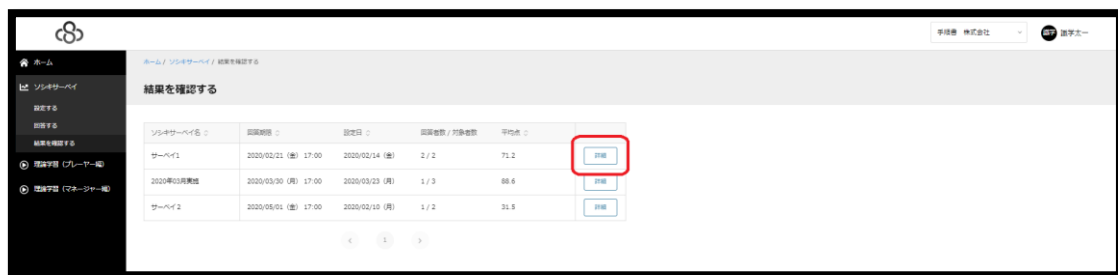 手順書 株式会社
識学 識学太一
ホーム
ホーム / ソシキサーベイ / 結果を確認する
ソシキサーベイ
結果を確認する
設定する
回答する
結果を確認する
理論学習 (プレーヤー編)
理論学習 (マネージャー編)
ソシキサーベイ名 回答期限 設定日 回答者数 / 対象者数 平均点
サーベイ1 2020/02/21 (金) 17:00 2020/02/14 (金) 2 / 2 71.2 詳細
2020年03月実施 2020/03/30 (月) 17:00 2020/03/23 (月) 1 / 3 88.6 詳細
サーベイ2 2020/05/01 (金) 17:00 2020/02/10 (月) 1 / 2 31.5 詳細
< 1 >